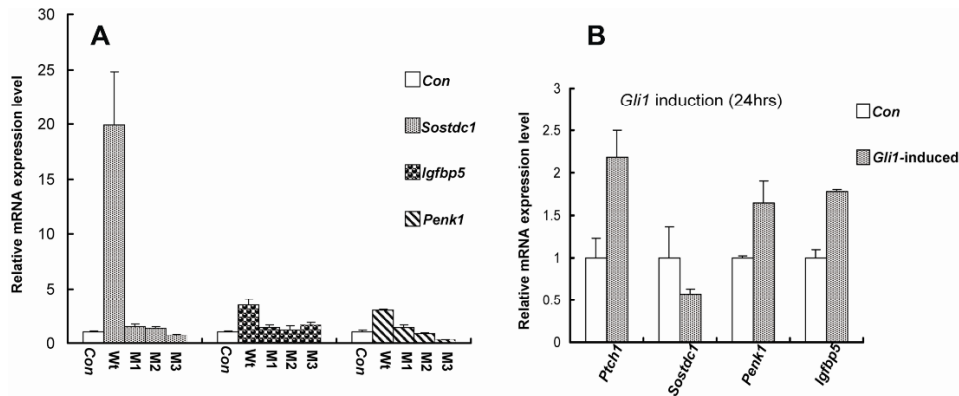 A
Relative mRNA expression level
30
25
20
15
10
5
0
Con
Wt
M1
M2
M3
Con
Wt
M1
M2
M3
Con
Wt
M1
M2
M3
Con
Sostdc1
Igfbp5
Penk1
B
Relative mRNA expression level
3
2.5
2
1.5
1
0.5
0
Gli1 induction (24hrs)
Con
Gli1-induced
Ptch1
Sostdc1
Penk1
Igfbp5